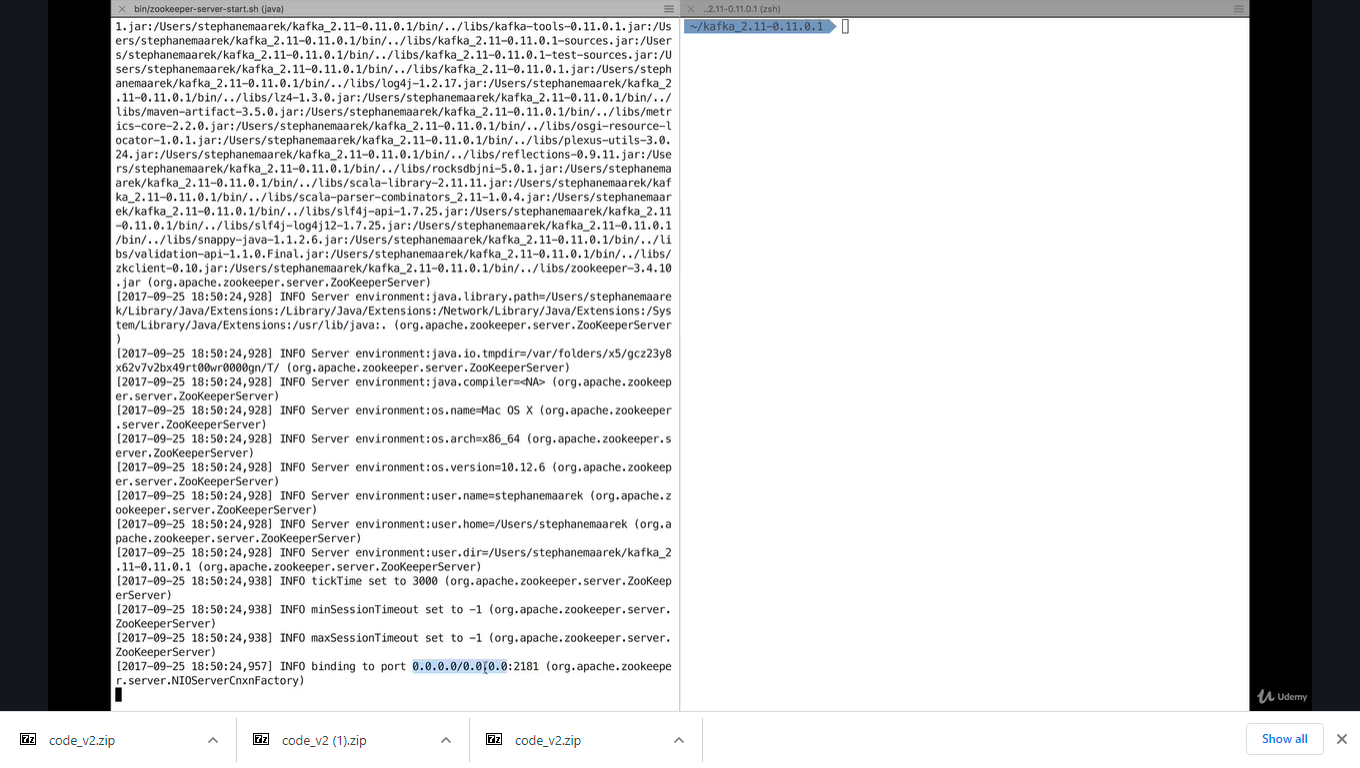 bin/zookeeper-server-start.sh (java)
..2.11-0.11.0.1 (zsh)
1.jar:/Users/stephanemaarek/kafka_2.11-0.11.0.1/bin/../libs/kafka-tools-0.11.0.1.jar:/Us
ers/stephanemaarek/kafka_2.11-0.11.0.1/bin/../libs/kafka_2.11-0.11.0.1-sources.jar:/User
s/stephanemaarek/kafka_2.11-0.11.0.1/bin/../libs/kafka_2.11-0.11.0.1-test-sources.jar:/U
sers/stephanemaarek/kafka_2.11-0.11.0.1/bin/../libs/kafka_2.11-0.11.0.1.jar:/Users/steph
anemaarek/kafka_2.11-0.11.0.1/bin/../libs/log4j-1.2.17.jar:/Users/stephanemaarek/kafka_2
.11-0.11.0.1/bin/../libs/lz4-1.3.0.jar:/Users/stephanemaarek/kafka_2.11-0.11.0.1/bin/../
libs/maven-artifact-3.5.0.jar:/Users/stephanemaarek/kafka_2.11-0.11.0.1/bin/../libs/metr
ics-core-2.2.0.jar:/Users/stephanemaarek/kafka_2.11-0.11.0.1/bin/../libs/osgi-resource-l
ocator-1.0.1.jar:/Users/stephanemaarek/kafka_2.11-0.11.0.1/bin/../libs/plexus-utils-3.0.
24.jar:/Users/stephanemaarek/kafka_2.11-0.11.0.1/bin/../libs/reflections-0.9.11.jar:/Use
rs/stephanemaarek/kafka_2.11-0.11.0.1/bin/../libs/rocksdbjni-5.0.1.jar:/Users/stephanema
arek/kafka_2.11-0.11.0.1/bin/../libs/scala-library-2.11.11.jar:/Users/stephanemaarek/kaf
ka_2.11-0.11.0.1/bin/../libs/scala-parser-combinators_2.11-1.0.4.jar:/Users/stephanemaar
ek/kafka_2.11-0.11.0.1/bin/../libs/slf4j-api-1.7.25.jar:/Users/stephanemaarek/kafka_2.11
-0.11.0.1/bin/../libs/slf4j-log4j12-1.7.25.jar:/Users/stephanemaarek/kafka_2.11-0.11.0.1
/bin/../libs/snappy-java-1.1.2.6.jar:/Users/stephanemaarek/kafka_2.11-0.11.0.1/bin/../li
bs/validation-api-1.1.0.Final.jar:/Users/stephanemaarek/kafka_2.11-0.11.0.1/bin/../libs/
zkclient-0.10.jar:/Users/stephanemaarek/kafka_2.11-0.11.0.1/bin/../libs/zookeeper-3.4.10
.jar (org.apache.zookeeper.server.ZooKeeperServer)
[2017-09-25 18:50:24,928] INFO Server environment:java.library.path=/Users/stephanemaare
k/Library/Java/Extensions:/Library/Java/Extensions:/Network/Library/Java/Extensions:/Sys
tem/Library/Java/Extensions:/usr/lib/java:. (org.apache.zookeeper.server.ZooKeeperServer
)
[2017-09-25 18:50:24,928] INFO Server environment:java.io.tmpdir=/var/folders/x5/gcz23y8
x62v7v2bx49rt00wr0000gn/T/ (org.apache.zookeeper.server.ZooKeeperServer)
[2017-09-25 18:50:24,928] INFO Server environment:java.compiler=<NA> (org.apache.zookeep
er.server.ZooKeeperServer)
[2017-09-25 18:50:24,928] INFO Server environment:os.name=Mac OS X (org.apache.zookeeper
.server.ZooKeeperServer)
[2017-09-25 18:50:24,928] INFO Server environment:os.arch=x86_64 (org.apache.zookeeper.s
erver.ZooKeeperServer)
[2017-09-25 18:50:24,928] INFO Server environment:os.version=10.12.6 (org.apache.zookeep
er.server.ZooKeeperServer)
[2017-09-25 18:50:24,928] INFO Server environment:user.name=stephanemaarek (org.apache.z
ookeeper.server.ZooKeeperServer)
[2017-09-25 18:50:24,928] INFO Server environment:user.home=/Users/stephanemaarek (org.a
pache.zookeeper.server.ZooKeeperServer)
[2017-09-25 18:50:24,928] INFO Server environment:user.dir=/Users/stephanemaarek/kafka_2
.11-0.11.0.1 (org.apache.zookeeper.server.ZooKeeperServer)
[2017-09-25 18:50:24,938] INFO tickTime set to 3000 (org.apache.zookeeper.server.ZooKeep
erServer)
[2017-09-25 18:50:24,938] INFO minSessionTimeout set to -1 (org.apache.zookeeper.server.
ZooKeeperServer)
[2017-09-25 18:50:24,938] INFO maxSessionTimeout set to -1 (org.apache.zookeeper.server.
ZooKeeperServer)
[2017-09-25 18:50:24,957] INFO binding to port 0.0.0.0/0.0.0.0:2181 (org.apache.zookeepe
r.server.NIOServerCnxnFactory)
~/kafka_2.11-0.11.0.1
Udemy
code_v2.zip
code_v2 (1).zip
code_v2.zip
Show all